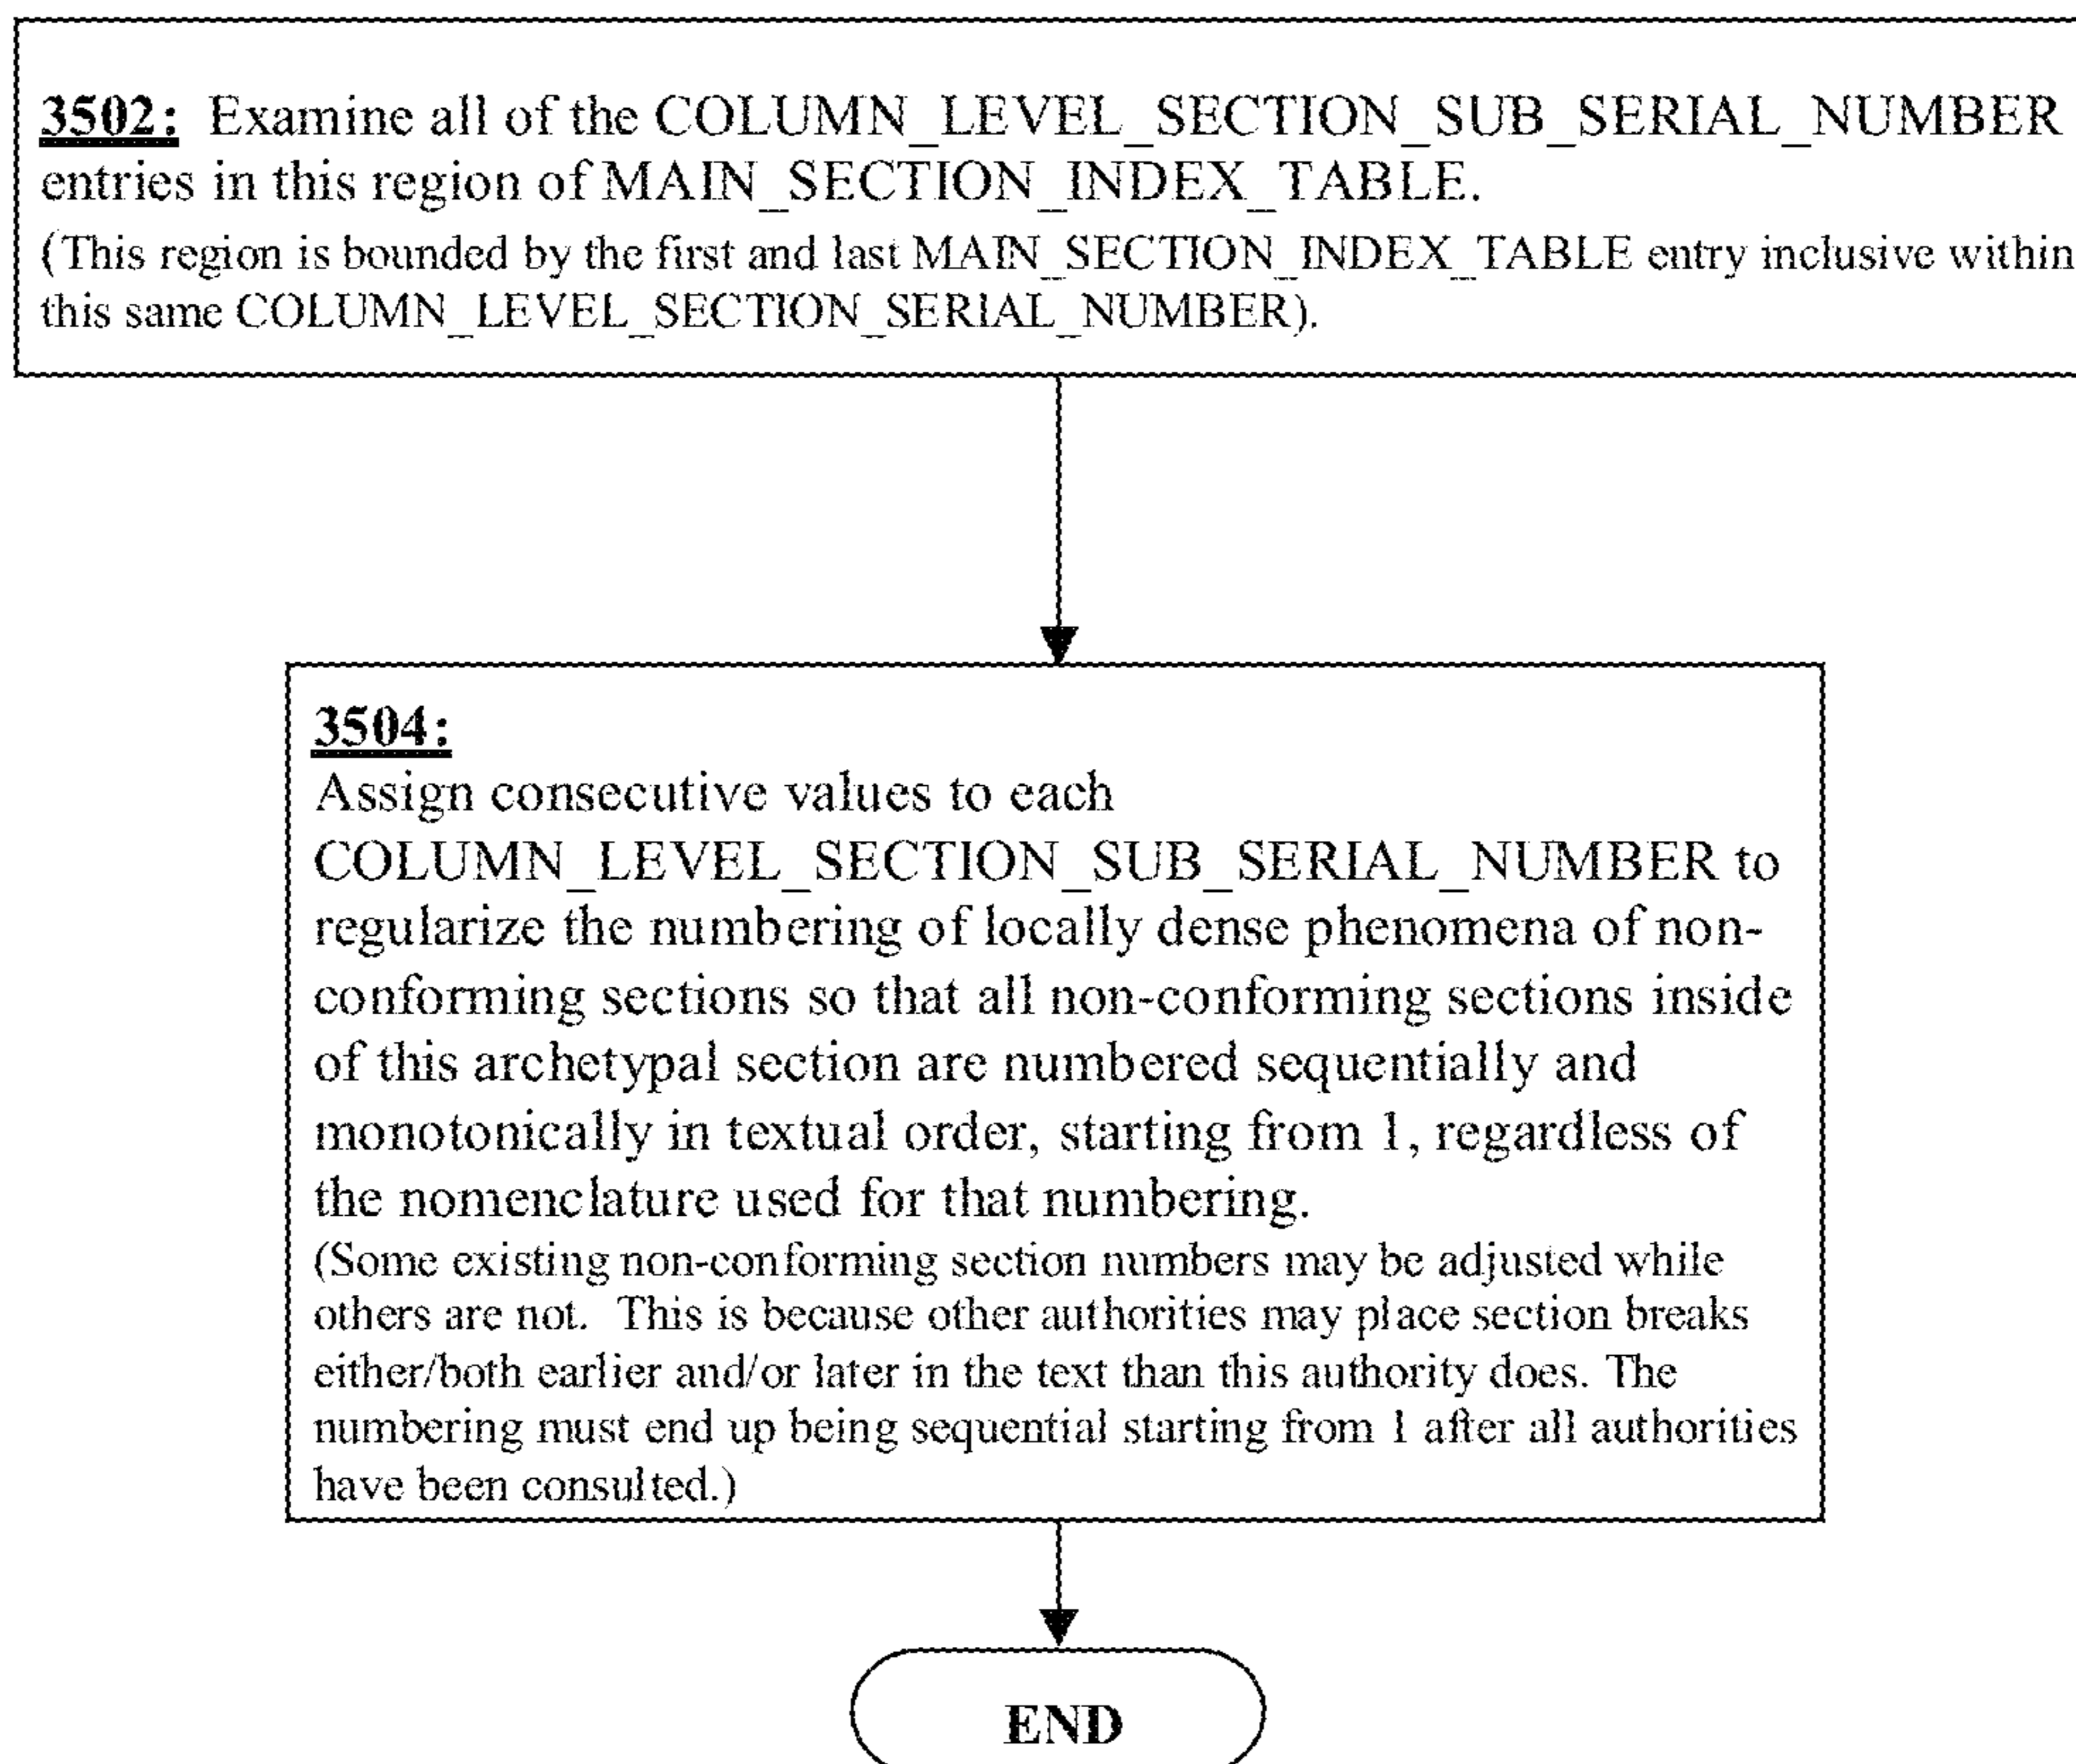 3502: Examine all of the COLUMN_LEVEL_SECTION_SUB_SERIAL_NUMBER
entries in this region of MAIN_SECTION_INDEX_TABLE.
(This region is bounded by the first and last MAIN_SECTION_INDEX_TABLE entry inclusive within
this same COLUMN_LEVEL_SECTION_SERIAL_NUMBER).
3504:
Assign consecutive values to each
COLUMN_LEVEL_SECTION_SUB_SERIAL_NUMBER to
regularize the numbering of locally dense phenomena of non-
conforming sections so that all non-conforming sections inside
of this archetypal section are numbered sequentially and
monotonically in textual order, starting from 1, regardless of
the nomenclature used for that numbering.
(Some existing non-conforming section numbers may be adjusted while
others are not. This is because other authorities may place section breaks
either/both earlier and/or later in the text than this authority does. The
numbering must end up being sequential starting from 1 after all authorities
have been consulted.)
END